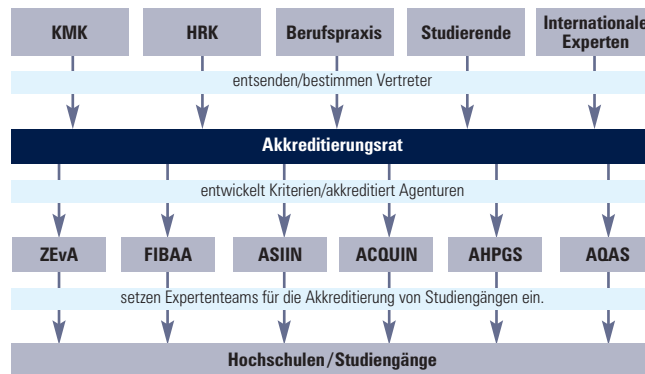 KMK
HRK
Berufspraxis
Studierende
Internationale
Experten
entsenden/bestimmen Vertreter
Akkreditierungsrat
entwickelt Kriterien/akkreditiert Agenturen
ZEvA
FIBAA
ASIIN
ACQUIN
AHPGS
AQAS
setzen Expertenteams für die Akkreditierung von Studiengängen ein.
Hochschulen/Studiengänge